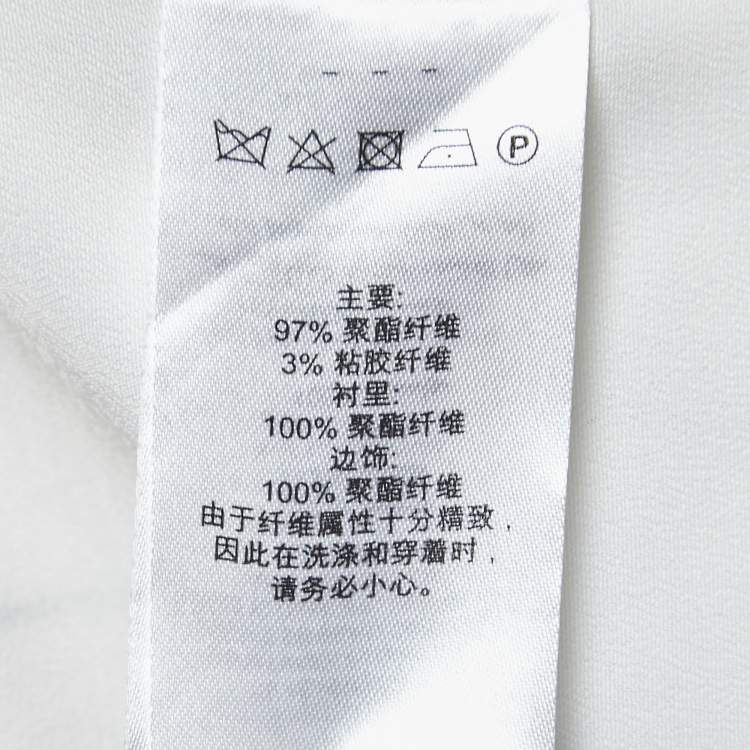 - - -
P
主要:
97% 聚酯纤维
3% 粘胶纤维
衬里:
100% 聚酯纤维
边饰:
100% 聚酯纤维
由于纤维属性十分精致，
因此在洗涤和穿着时，
请务必小心。